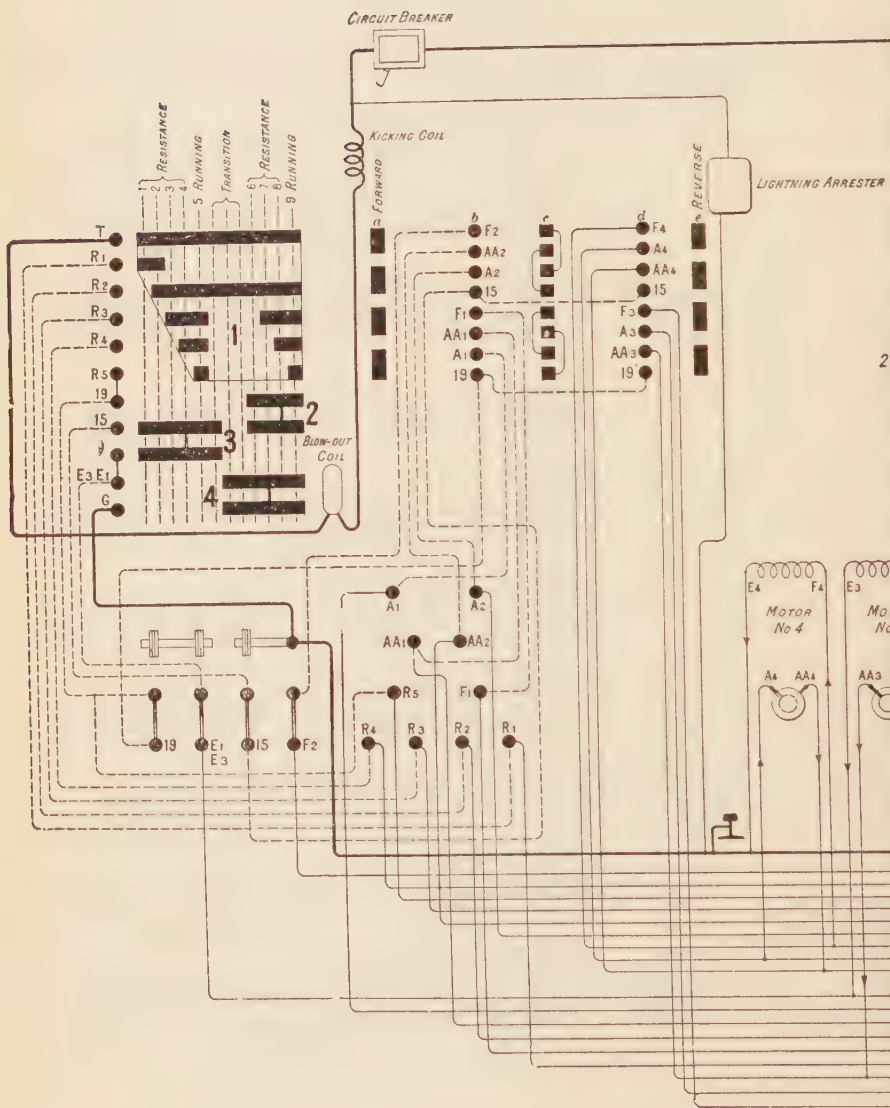 CIRCUIT BREAKER
KICKING COIL
LIGHTNING ARRESTER
RESISTANCE
RUNNING
TRANSITION
RESISTANCE
RUNNING
1 2 3 4 5 6 7 8 9
FORWARD
REVERSE
a b c d e
T
R1
R2
R3
R4
R5
19
15
E3 E1
G
1
2
3
4
BLOW-OUT
COIL
F2
AA2
A2
15
F1
AA1
A1
19
F4
A4
AA4
15
F3
A3
AA3
19
2
A1 A2
AA1 AA2
R5 F1
R4 R3 R2 R1
19 E1 15 F2
E3
E4 F4 E3
MOTOR
No 4
MO
No
A4 AA4 AA3